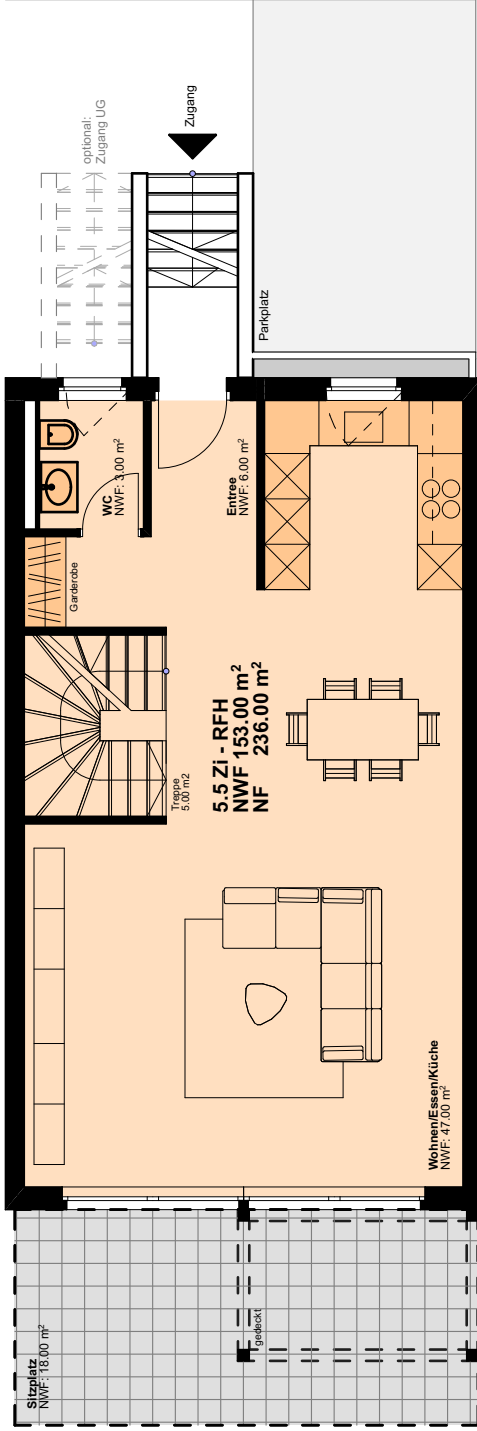 optional:
Zugang UG
Zugang
Parkplatz
WC
NWF: 3.00 m²
Entree
NWF: 6.00 m²
Garderobe
Treppe
5.00 m2
5.5 Zi - RFH
NWF 153.00 m²
NF 236.00 m²
Wohnen/Essen/Küche
NWF: 47.00 m²
Sitzplatz
NWF: 18.00 m²
gedeckt